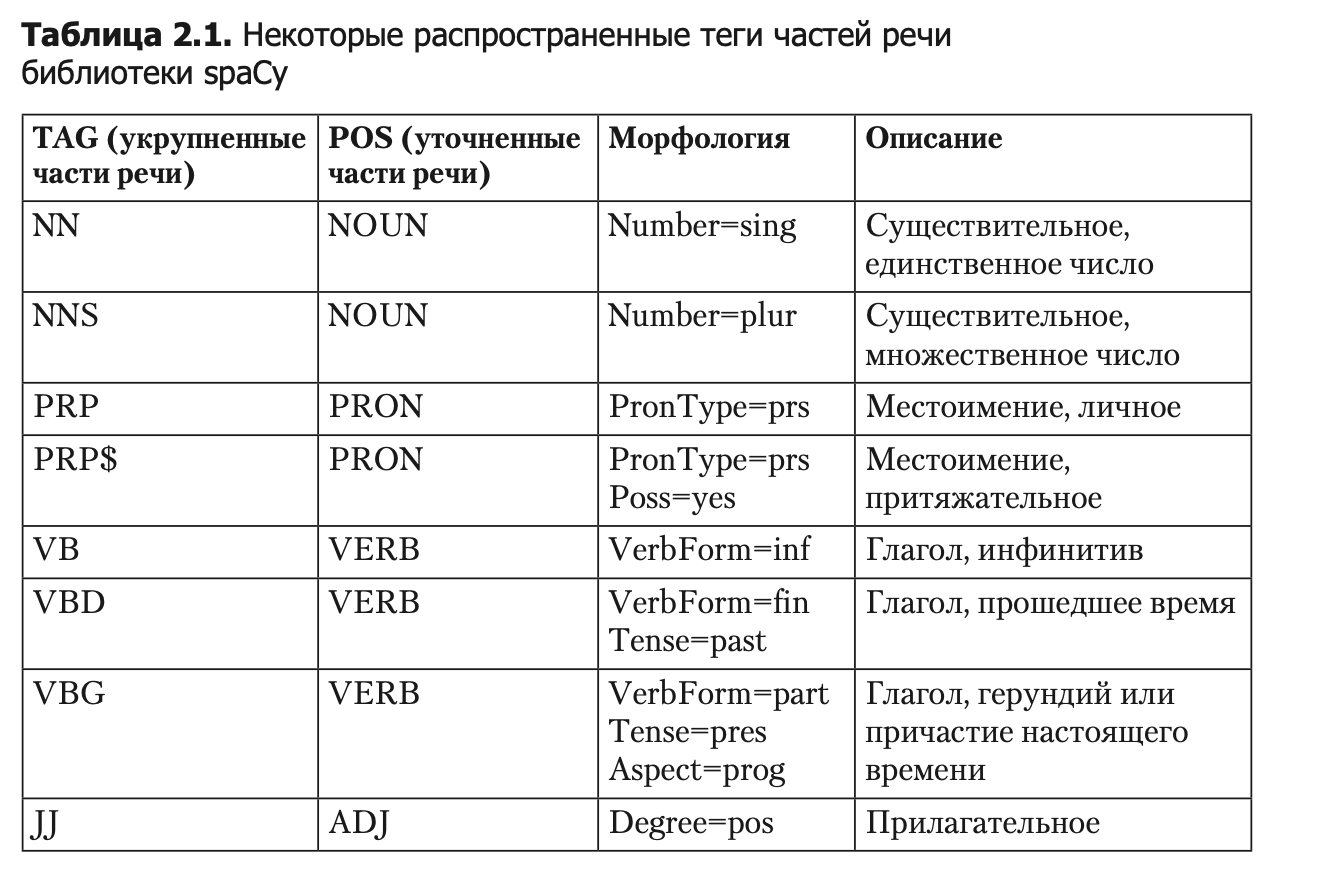 Таблица 2.1. Некоторые распространенные теги частей речи
библиотеки spaCy
TAG (укрупненные части речи) POS (уточненные части речи) Морфология Описание
NN NOUN Number=sing Существительное,
единственное число
NNS NOUN Number=plur Существительное,
множественное число
PRP PRON PronType=prs Местоимение, личное
PRP$ PRON PronType=prs Местоимение,
Poss=yes притяжательное
VB VERB VerbForm=inf Глагол, инфинитив
VBD VERB VerbForm=fin Глагол, прошедшее время
Tense=past
VBG VERB VerbForm=part Глагол, герундий или
Tense=pres причастие настоящего
Aspect=prog времени
JJ ADJ Degree=pos Прилагательное